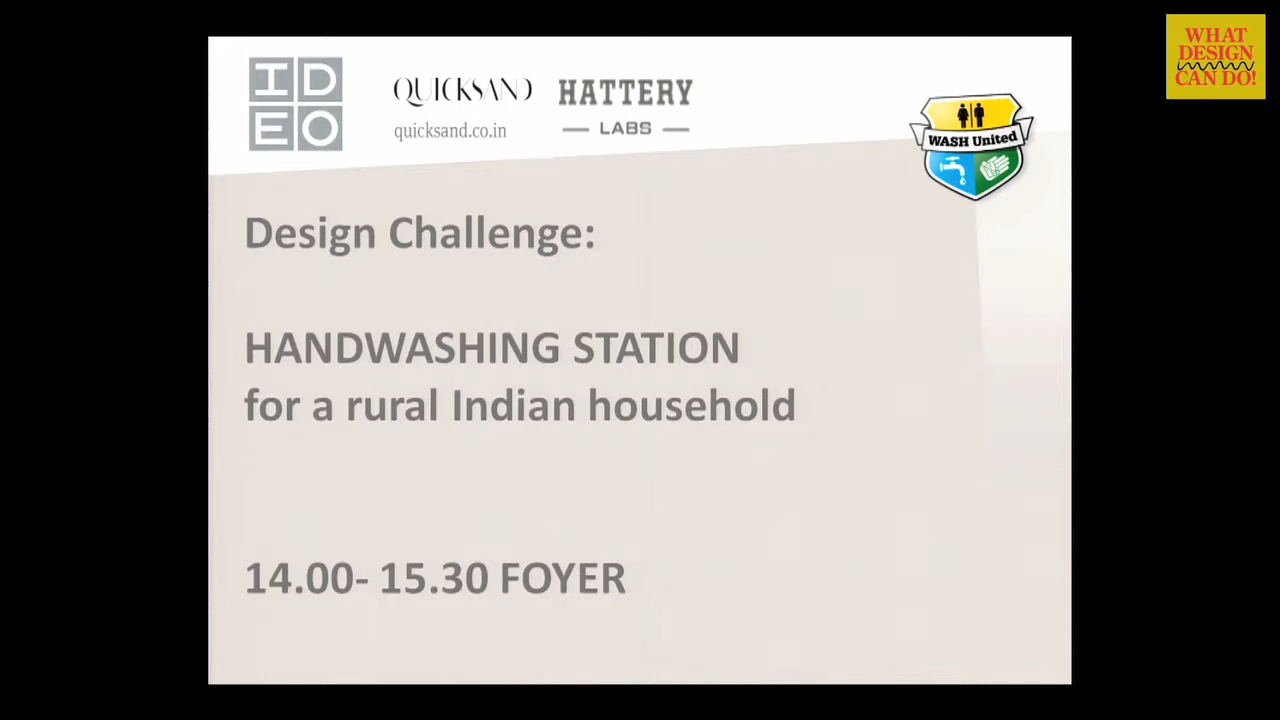 WHAT
DESIGN
CAN DO!
IDEO
QUICKSAND
quicksand.co.in
HATTERY
LABS
WASH United
Design Challenge:
HANDWASHING STATION
for a rural Indian household
14.00- 15.30 FOYER